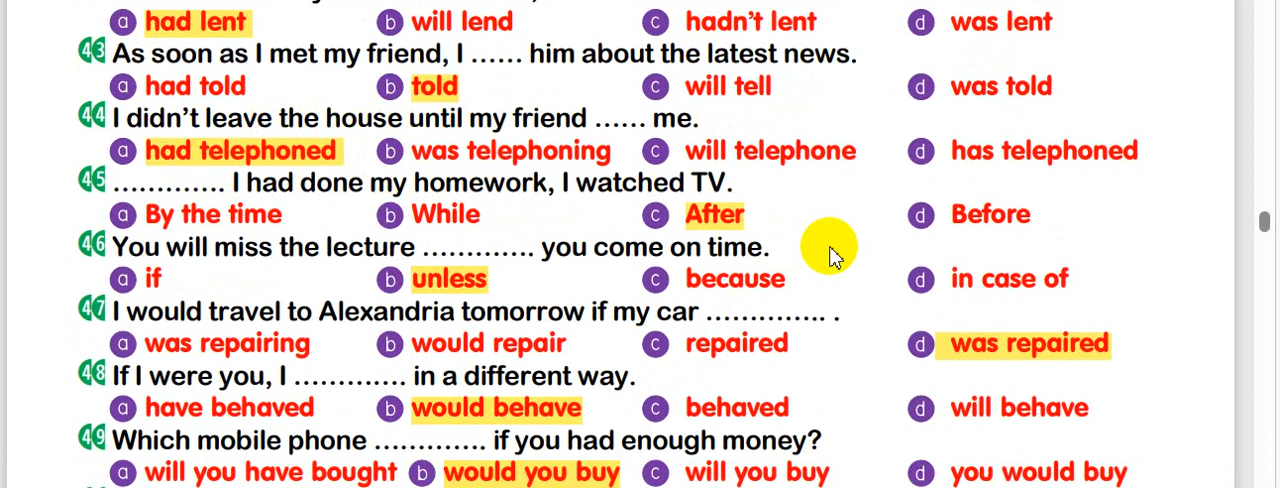 a had lent b will lend c hadn't lent d was lent
43 As soon as I met my friend, I ...... him about the latest news.
a had told b told c will tell d was told
44 I didn't leave the house until my friend ...... me.
a had telephoned b was telephoning c will telephone d has telephoned
45 ............. I had done my homework, I watched TV.
a By the time b While c After d Before
46 You will miss the lecture ............. you come on time.
a if b unless c because d in case of
47 I would travel to Alexandria tomorrow if my car .............. .
a was repairing b would repair c repaired d was repaired
48 If I were you, I ............. in a different way.
a have behaved b would behave c behaved d will behave
49 Which mobile phone ............. if you had enough money?
a will you have bought b would you buy c will you buy d you would buy